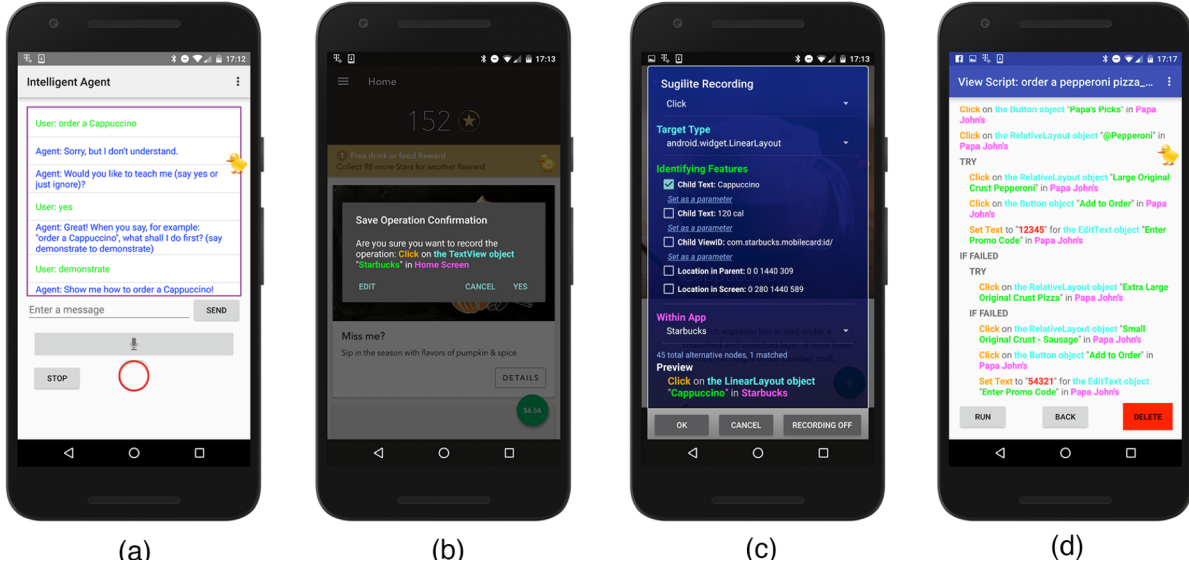 17:12
Intelligent Agent
User: order a Cappuccino
Agent: Sorry, but I don't understand.
Agent: Would you like to teach me (say yes or
just ignore)?
User: yes
Agent: Great! When you say, for example:
"order a Cappuccino", what shall I do first? (say
demonstrate to demonstrate)
User: demonstrate
Agent: Show me how to order a Cappuccino!
Enter a message
SEND
STOP
(a)
17:13
Home
152
1 Free drink or food Reward
Collect 98 more Stars for another Reward
Save Operation Confirmation
Are you sure you want to record the
operation: Click on the TextView object
"Starbucks" in Home Screen
EDIT CANCEL YES
Miss me?
Sip in the season with flavors of pumpkin & spice
DETAILS
$6.56
(b)
17:13
Sugilite Recording
Click
Target Type
android.widget.LinearLayout
Identifying Features
Child Text: Cappuccino
Set as a parameter
Child Text: 120 cal
Set as a parameter
Child ViewID: com.starbucks.mobilecard:id/
Set as a parameter
Location in Parent: 0 0 1440 309
Location in Screen: 0 280 1440 589
Within App
Starbucks
45 total alternative nodes, 1 matched
Preview
Click on the LinearLayout object
"Cappuccino" in Starbucks
OK CANCEL RECORDING OFF
(c)
17:17
View Script: order a pepperoni pizza_...
Click on the Button object "Papa's Picks" in Papa
John's
Click on the RelativeLayout object "@Pepperoni" in
Papa John's
TRY
Click on the RelativeLayout object "Large Original
Crust Pepperoni" in Papa John's
Click on the Button object "Add to Order" in
Papa John's
Set Text to "12345" for the EditText object "Enter
Promo Code" in Papa John's
IF FAILED
TRY
Click on the RelativeLayout object "Extra Large
Original Crust Pizza" in Papa John's
IF FAILED
Click on the RelativeLayout object "Small
Original Crust - Sausage" in Papa John's
Click on the Button object "Add to Order" in
Papa John's
Set Text to "54321" for the EditText object
"Enter Promo Code" in Papa John's
RUN BACK DELETE
(d)